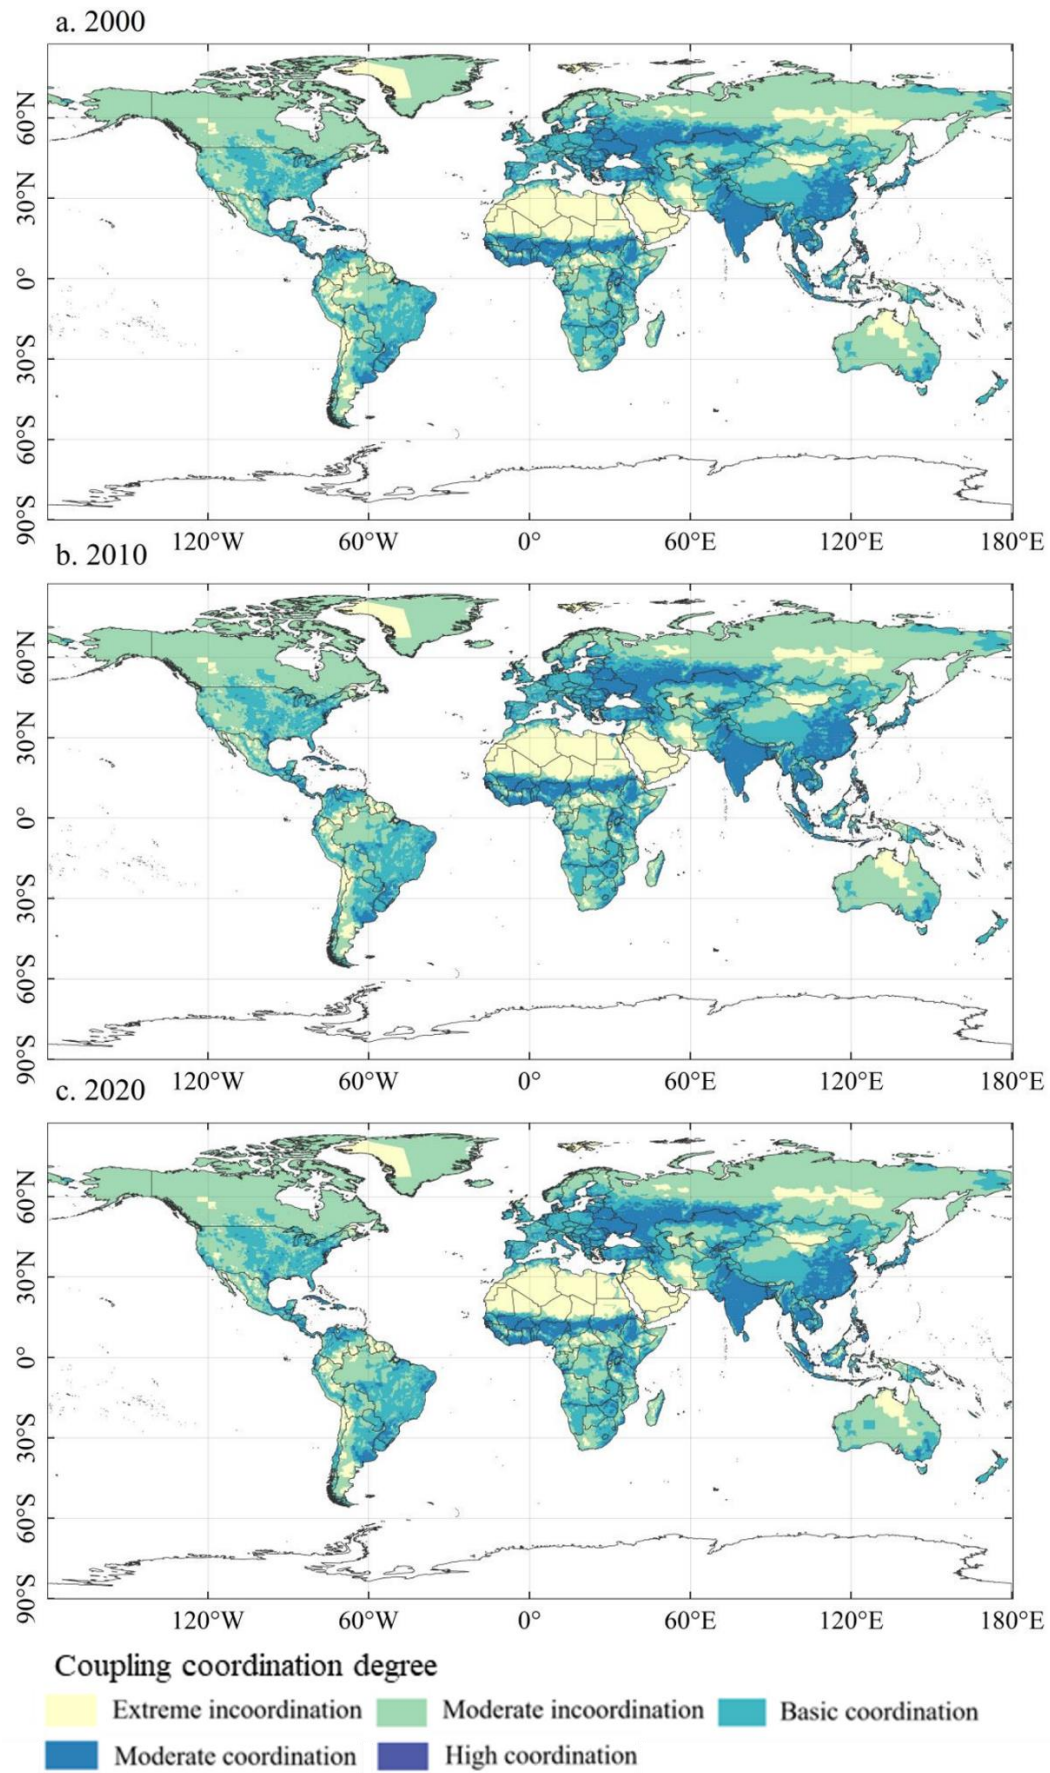 a. 2000
60°N
30°N
0°
30°S
60°S
90°S
120°W 60°W 0° 60°E 120°E 180°E
b. 2010
60°N
30°N
0°
30°S
60°S
90°S
120°W 60°W 0° 60°E 120°E 180°E
c. 2020
60°N
30°N
0°
30°S
60°S
90°S
120°W 60°W 0° 60°E 120°E 180°E
Coupling coordination degree
Extreme incoordination Moderate incoordination Basic coordination
Moderate coordination High coordination